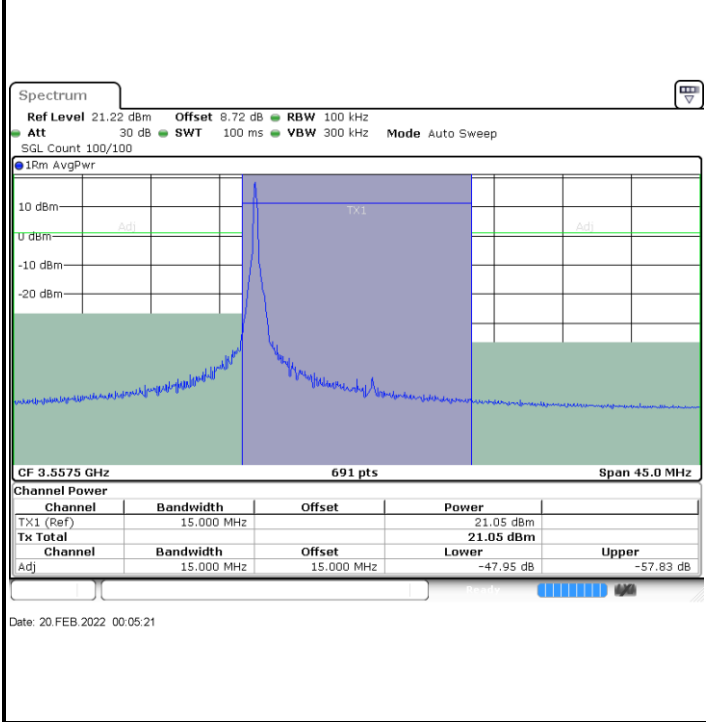 Spectrum
Ref Level 21.22 dBm Offset 8.72 dB RBW 100 kHz
Att 30 dB SWT 100 ms VBW 300 kHz Mode Auto Sweep
SGL Count 100/100
1Rm AvgPwr
10 dBm
TX1
Adj Adj
0 dBm
-10 dBm
-20 dBm
CF 3.5575 GHz 691 pts Span 45.0 MHz
Channel Power
Channel Bandwidth Offset Power
TX1 (Ref) 15.000 MHz 21.05 dBm
Tx Total 21.05 dBm
Channel Bandwidth Offset Lower Upper
Adj 15.000 MHz 15.000 MHz -47.95 dB -57.83 dB
Ready
Date: 20.FEB.2022 00:05:21